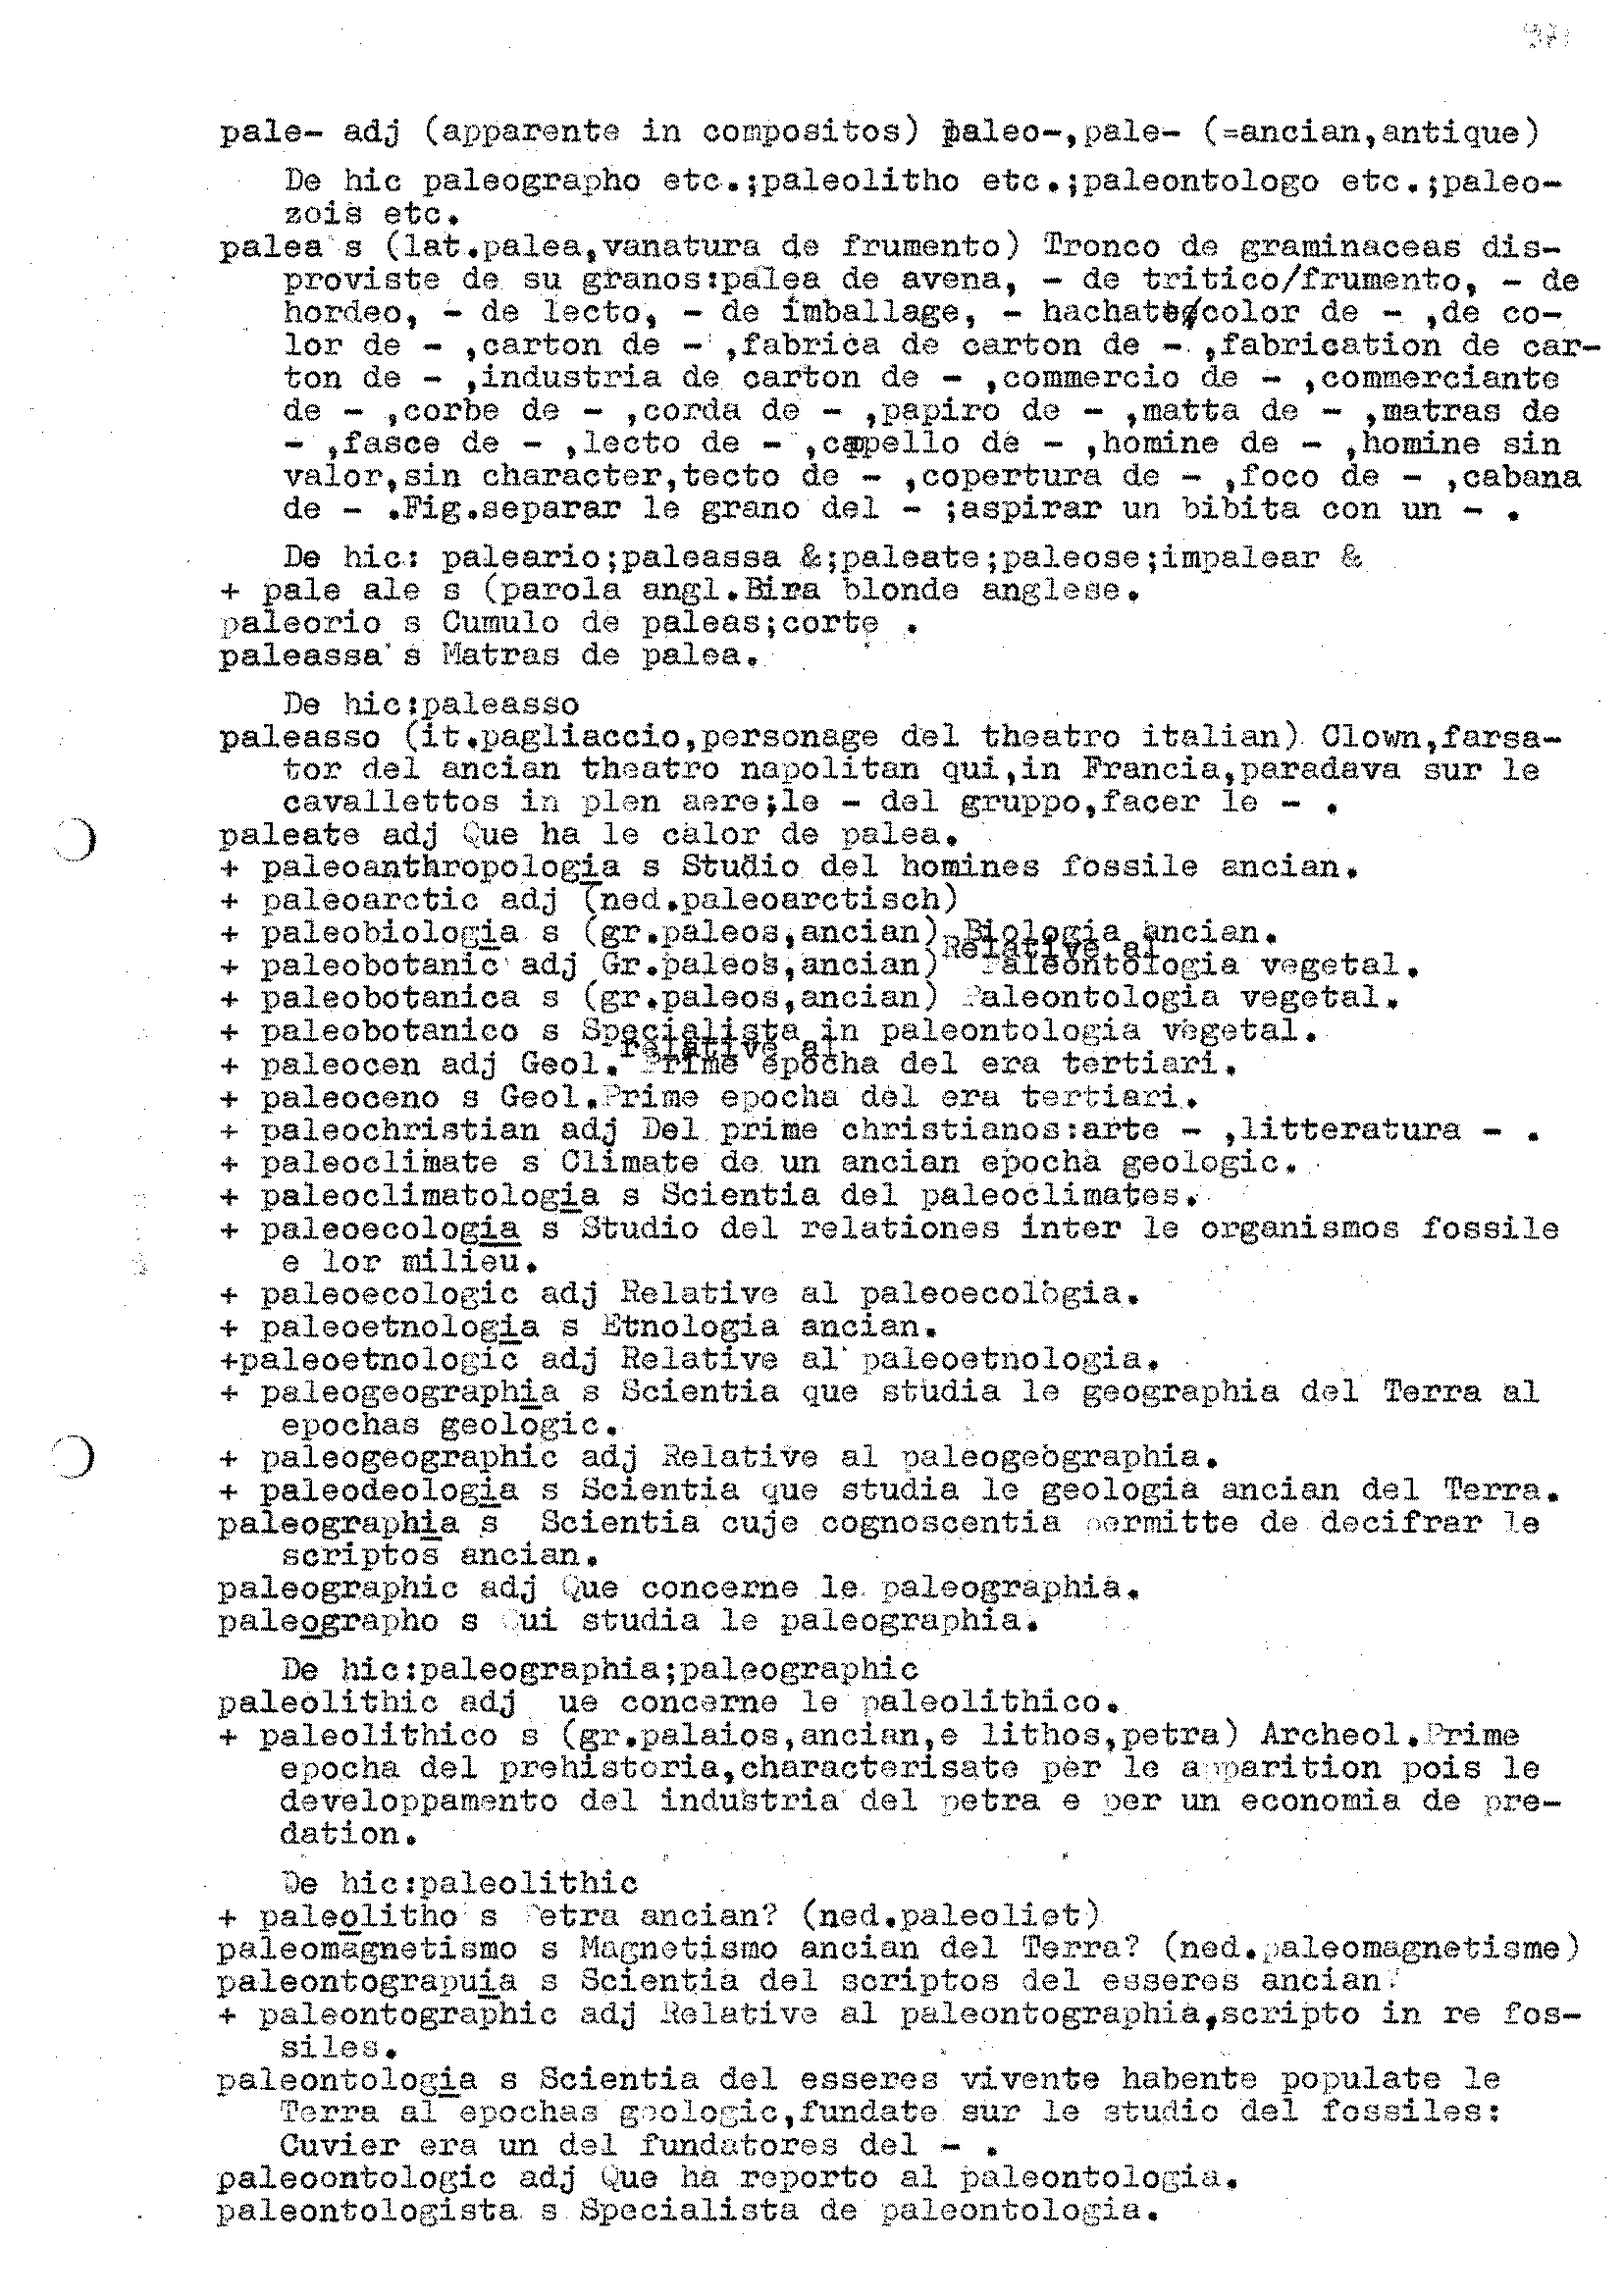 pale- adj (apparente in compositos) paleo-,pale- (=ancian,antique)
De hic paleographo etc.;paleolitho etc.;paleontologo etc.;paleo-
zois etc.
palea s (lat.palea,vanatura de frumento) Tronco de graminaceas dis-
proviste de su granos:palea de avena, - de tritico/frumento, - de
hordeo, - de lecto, - de imballage, - hachate;color de - ,de co-
lor de - ,carton de - ,fabrica de carton de - ,fabrication de car-
ton de - ,industria de carton de - ,commercio de - ,commerciante
de - ,corbe de - ,corda de - ,papiro de - ,matta de - ,matras de
- ,fasce de - ,lecto de - ,cappello de - ,homine de - ,homine sin
valor,sin character,tecto de - ,copertura de - ,foco de - ,cabana
de - .Fig.separar le grano del - ;aspirar un bibita con un - .
De hic: paleario;paleassa &;paleate;paleose;impalear &
+ pale ale s (parola angl.Bira blonde anglese.
paleorio s Cumulo de paleas;corte .
paleassa s Matras de palea.
De hic:paleasso
paleasso (it.pagliaccio,personage del theatro italian) Clown,farsa-
tor del ancian theatro napolitan qui,in Francia,paradava sur le
cavallettos in plen aere;le - del gruppo,facer le - .
paleate adj Que ha le calor de palea.
+ paleoanthropologia s Studio del homines fossile ancian.
+ paleoarctic adj (ned.paleoarctisch)
+ paleobiologia s (gr.paleos,ancian) Biologia ancian.
+ paleobotanic adj Gr.paleos,ancian) Relative al Paleontologia vegetal.
+ paleobotanica s (gr.paleos,ancian) Paleontologia vegetal.
+ paleobotanico s Specialista in paleontologia vegetal.
+ paleocen adj Geol. relative al Prime epocha del era tertiari.
+ paleoceno s Geol.Prime epocha del era tertiari.
+ paleochristian adj Del prime christianos:arte - ,litteratura - .
+ paleoclimate s Climate de un ancian epocha geologic.
+ paleoclimatologia s Scientia del paleoclimates.
+ paleoecologia s Studio del relationes inter le organismos fossile
e lor milieu.
+ paleoecologic adj Relative al paleoecologia.
+ paleoetnologia s Etnologia ancian.
+paleoetnologic adj Relative al paleoetnologia.
+ paleogeographia s Scientia que studia le geographia del Terra al
epochas geologic.
+ paleogeographic adj Relative al paleogeographia.
+ paleodeologia s Scientia que studia le geologia ancian del Terra.
paleographia s Scientia cuje cognoscentia permitte de decifrar le
scriptos ancian.
paleographic adj Que concerne le paleographia.
paleographo s Qui studia le paleographia.
De hic:paleographia;paleographic
paleolithic adj ue concerne le paleolithico.
+ paleolithico s (gr.palaios,ancian,e lithos,petra) Archeol.Prime
epocha del prehistoria,characterisate per le apparition pois le
developpamento del industria del petra e per un economia de pre-
dation.
De hic:paleolithic
+ paleolitho s Petra ancian? (ned.paleoliet)
paleomagnetismo s Magnetismo ancian del Terra? (ned.paleomagnetisme)
paleontograpuia s Scientia del scriptos del esseres ancian?
+ paleontographic adj Relative al paleontographia,scripto in re fos-
siles.
paleontologia s Scientia del esseres vivente habente populate le
Terra al epochas geologic,fundate sur le studio del fossiles:
Cuvier era un del fundatores del - .
paleoontologic adj Que ha reporto al paleontologia.
paleontologista s Specialista de paleontologia.